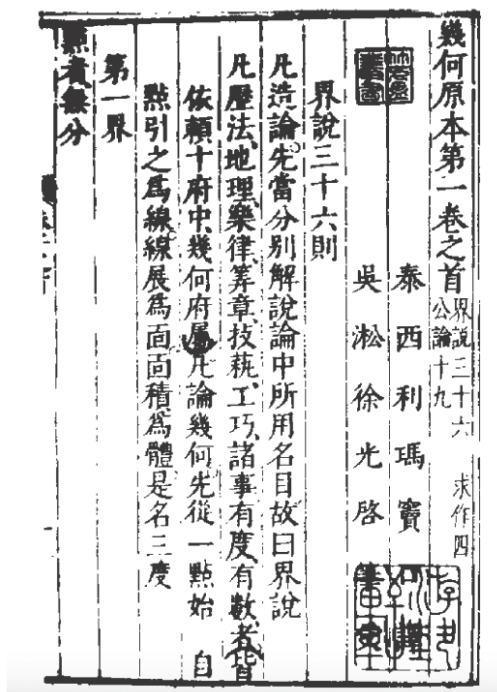 幾何原本第一卷之首 界說三十六 求作四
公論十九
泰西利瑪竇
吳淞徐光啓
界說三十六則
凡造論、先當分別解說論中所用名目故曰界說
凡歷法、地理、樂律、筭章、技藝、工巧、諸事有度、有數、者皆
依賴十府中、幾何府屬凡論幾何先從一點始 自
點引之爲線線展爲面面積爲體是名三度
第一界
點者無分